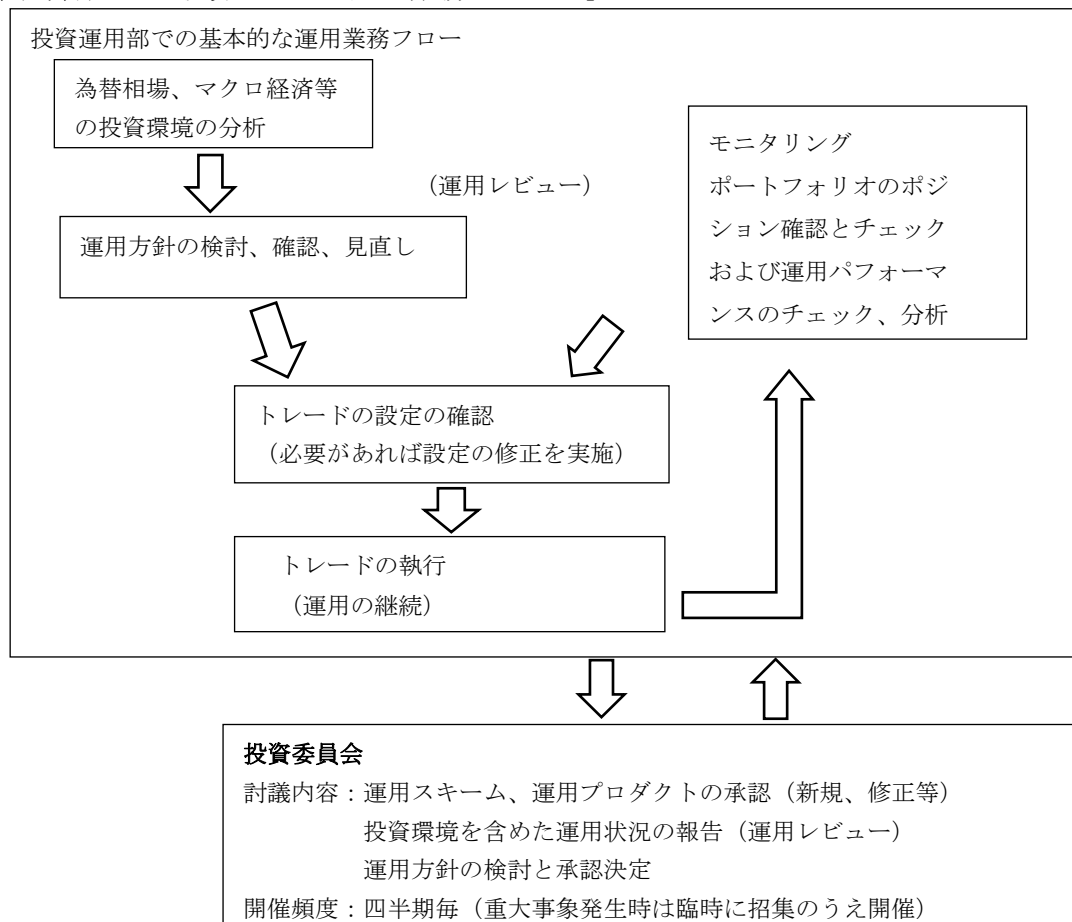 投資運用部での基本的な運用業務フロー
為替相場、マクロ経済等
の投資環境の分析
（運用レビュー）
運用方針の検討、確認、見直し
モニタリング
ポートフォリオのポジ
ション確認とチェック
および運用パフォーマ
ンスのチェック、分析
トレードの設定の確認
（必要があれば設定の修正を実施）
トレードの執行
（運用の継続）
投資委員会
討議内容：運用スキーム、運用プロダクトの承認（新規、修正等）
投資環境を含めた運用状況の報告（運用レビュー）
運用方針の検討と承認決定
開催頻度：四半期毎（重大事象発生時は臨時に招集のうえ開催）